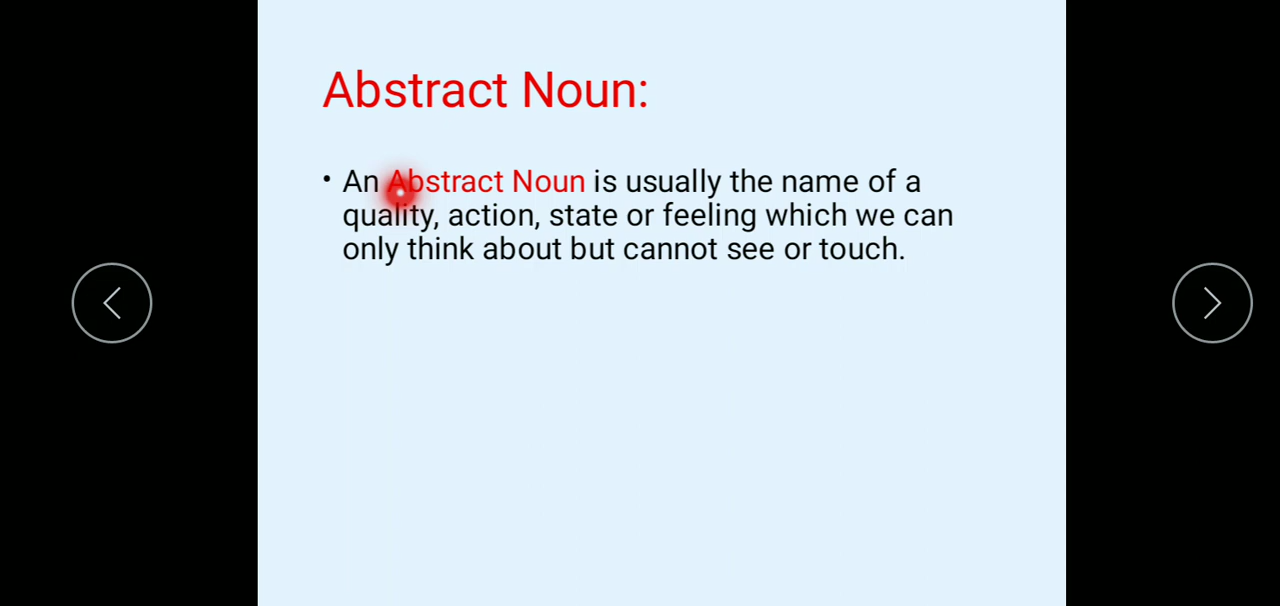 Abstract Noun:
• An Abstract Noun is usually the name of a
quality, action, state or feeling which we can
only think about but cannot see or touch.